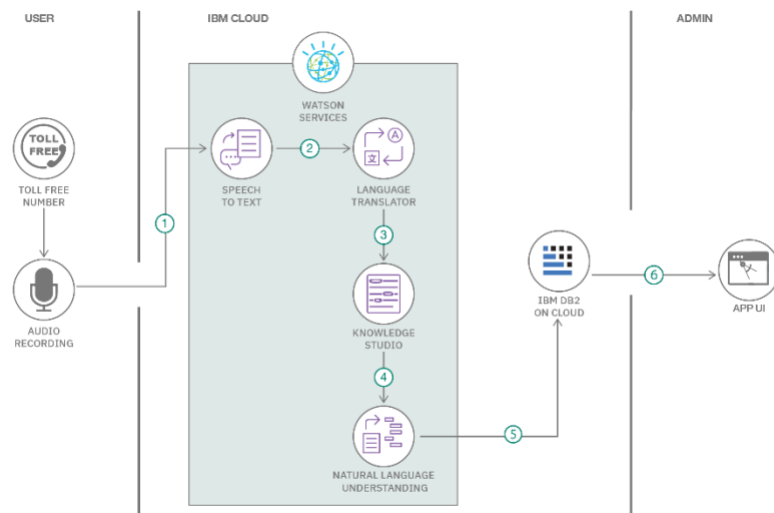 USER
IBM CLOUD
ADMIN
WATSON
SERVICES
TOLL
FREE
TOLL FREE
NUMBER
1
SPEECH
TO TEXT
2
A
文
LANGUAGE
TRANSLATOR
3
AUDIO
RECORDING
KNOWLEDGE
STUDIO
4
NATURAL LANGUAGE
UNDERSTANDING
5
IBM DB2
ON CLOUD
6
APP UI